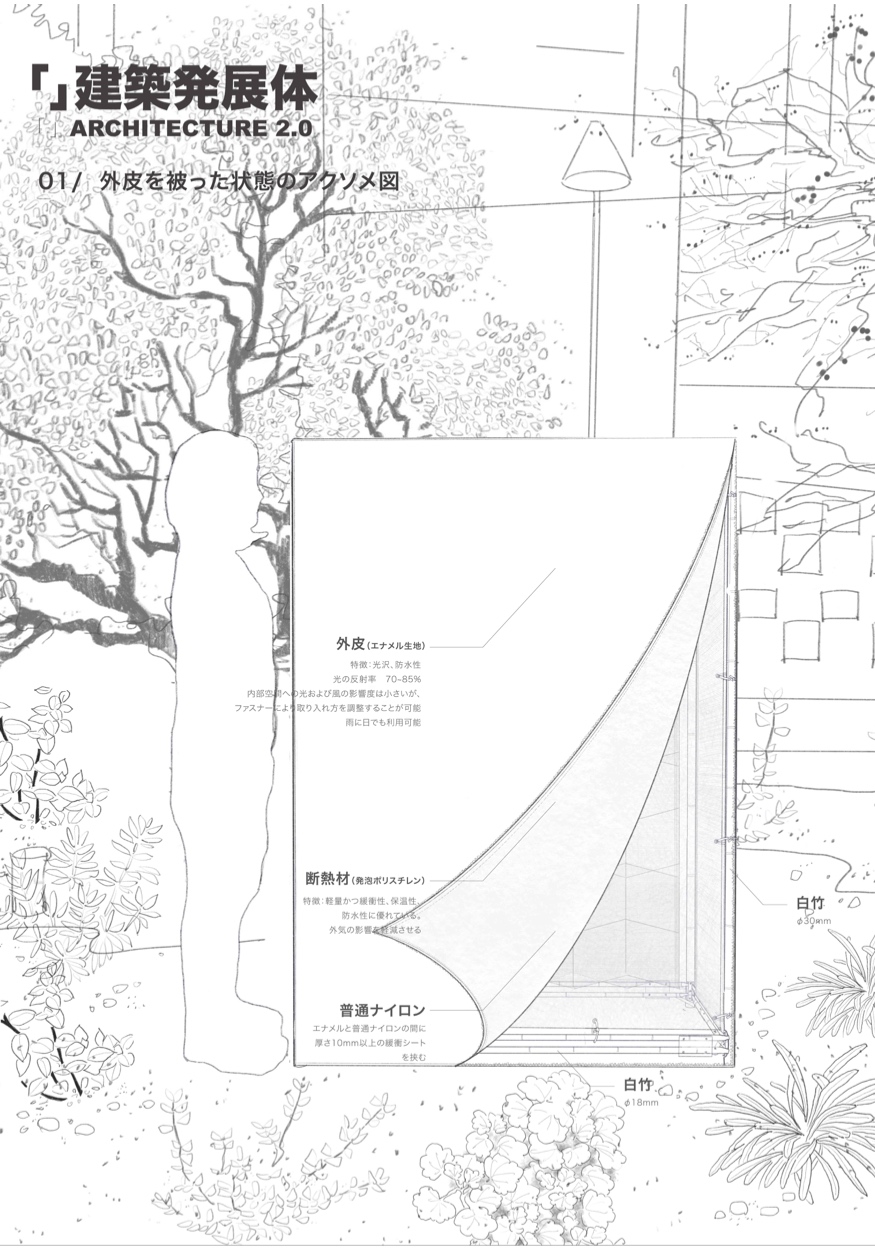 「」建築発展体
「」ARCHITECTURE 2.0
01/ 外皮を被った状態のアクソメ図
外皮(エナメル生地)
特徴:光沢、防水性
光の反射率 70~85%
内部空間への光および風の影響度は小さいが、
ファスナーにより取り入れ方を調整することが可能
雨に日でも利用可能
断熱材(発泡ポリスチレン)
特徴:軽量かつ緩衝性、保温性、
防水性に優れている。
外気の影響を軽減させる
白竹
φ30mm
普通ナイロン
エナメルと普通ナイロンの間に
厚さ10mm以上の緩衝シート
を挟む
白竹
φ18mm